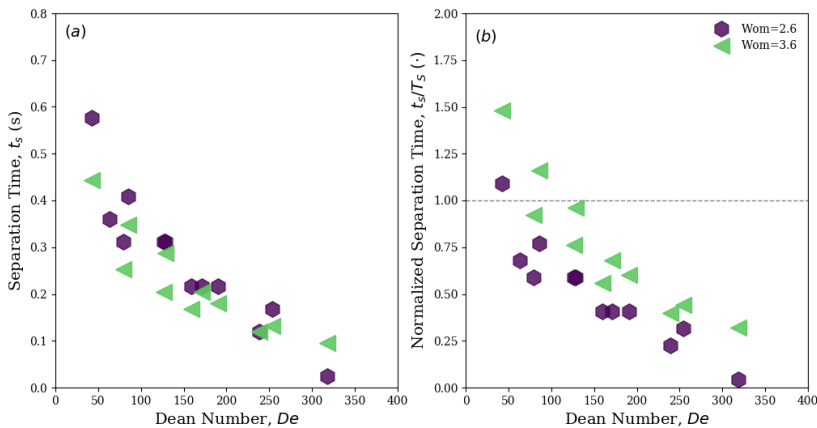 0.8
0.7
0.6
0.5
0.4
0.3
0.2
0.1
0.0
0 50 100 150 200 250 300 350 400
Separation Time, t_s (s)
Dean Number, De
(a)
2.00
1.75
1.50
1.25
1.00
0.75
0.50
0.25
0.00
0 50 100 150 200 250 300 350 400
Normalized Separation Time, t_s/T_S (·)
Dean Number, De
(b)
Wom=2.6
Wom=3.6